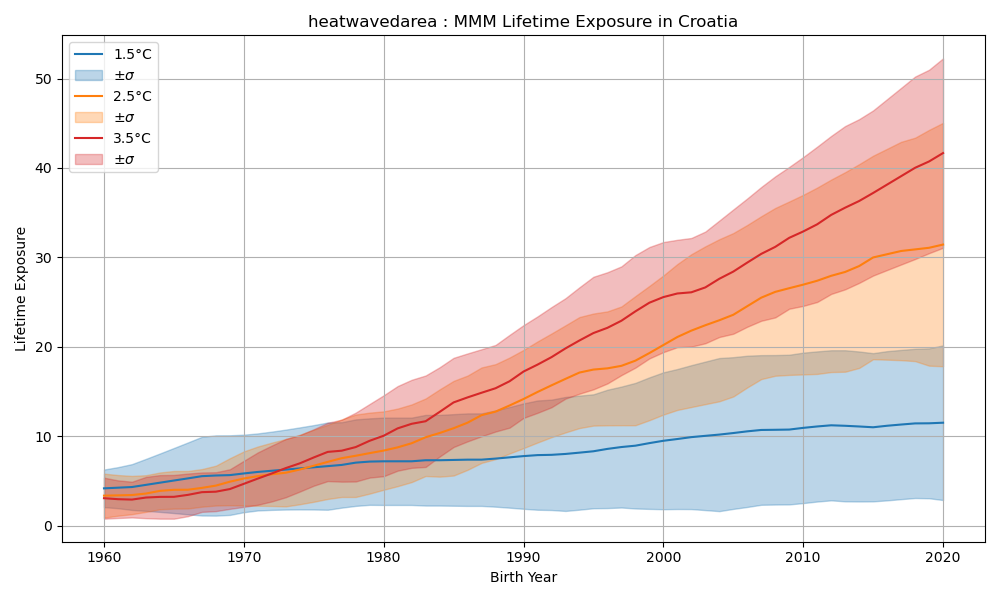 heatwavedarea : MMM Lifetime Exposure in Croatia
1.5°C
±σ
2.5°C
±σ
3.5°C
±σ
Lifetime Exposure
50
40
30
20
10
0
1960 1970 1980 1990 2000 2010 2020
Birth Year